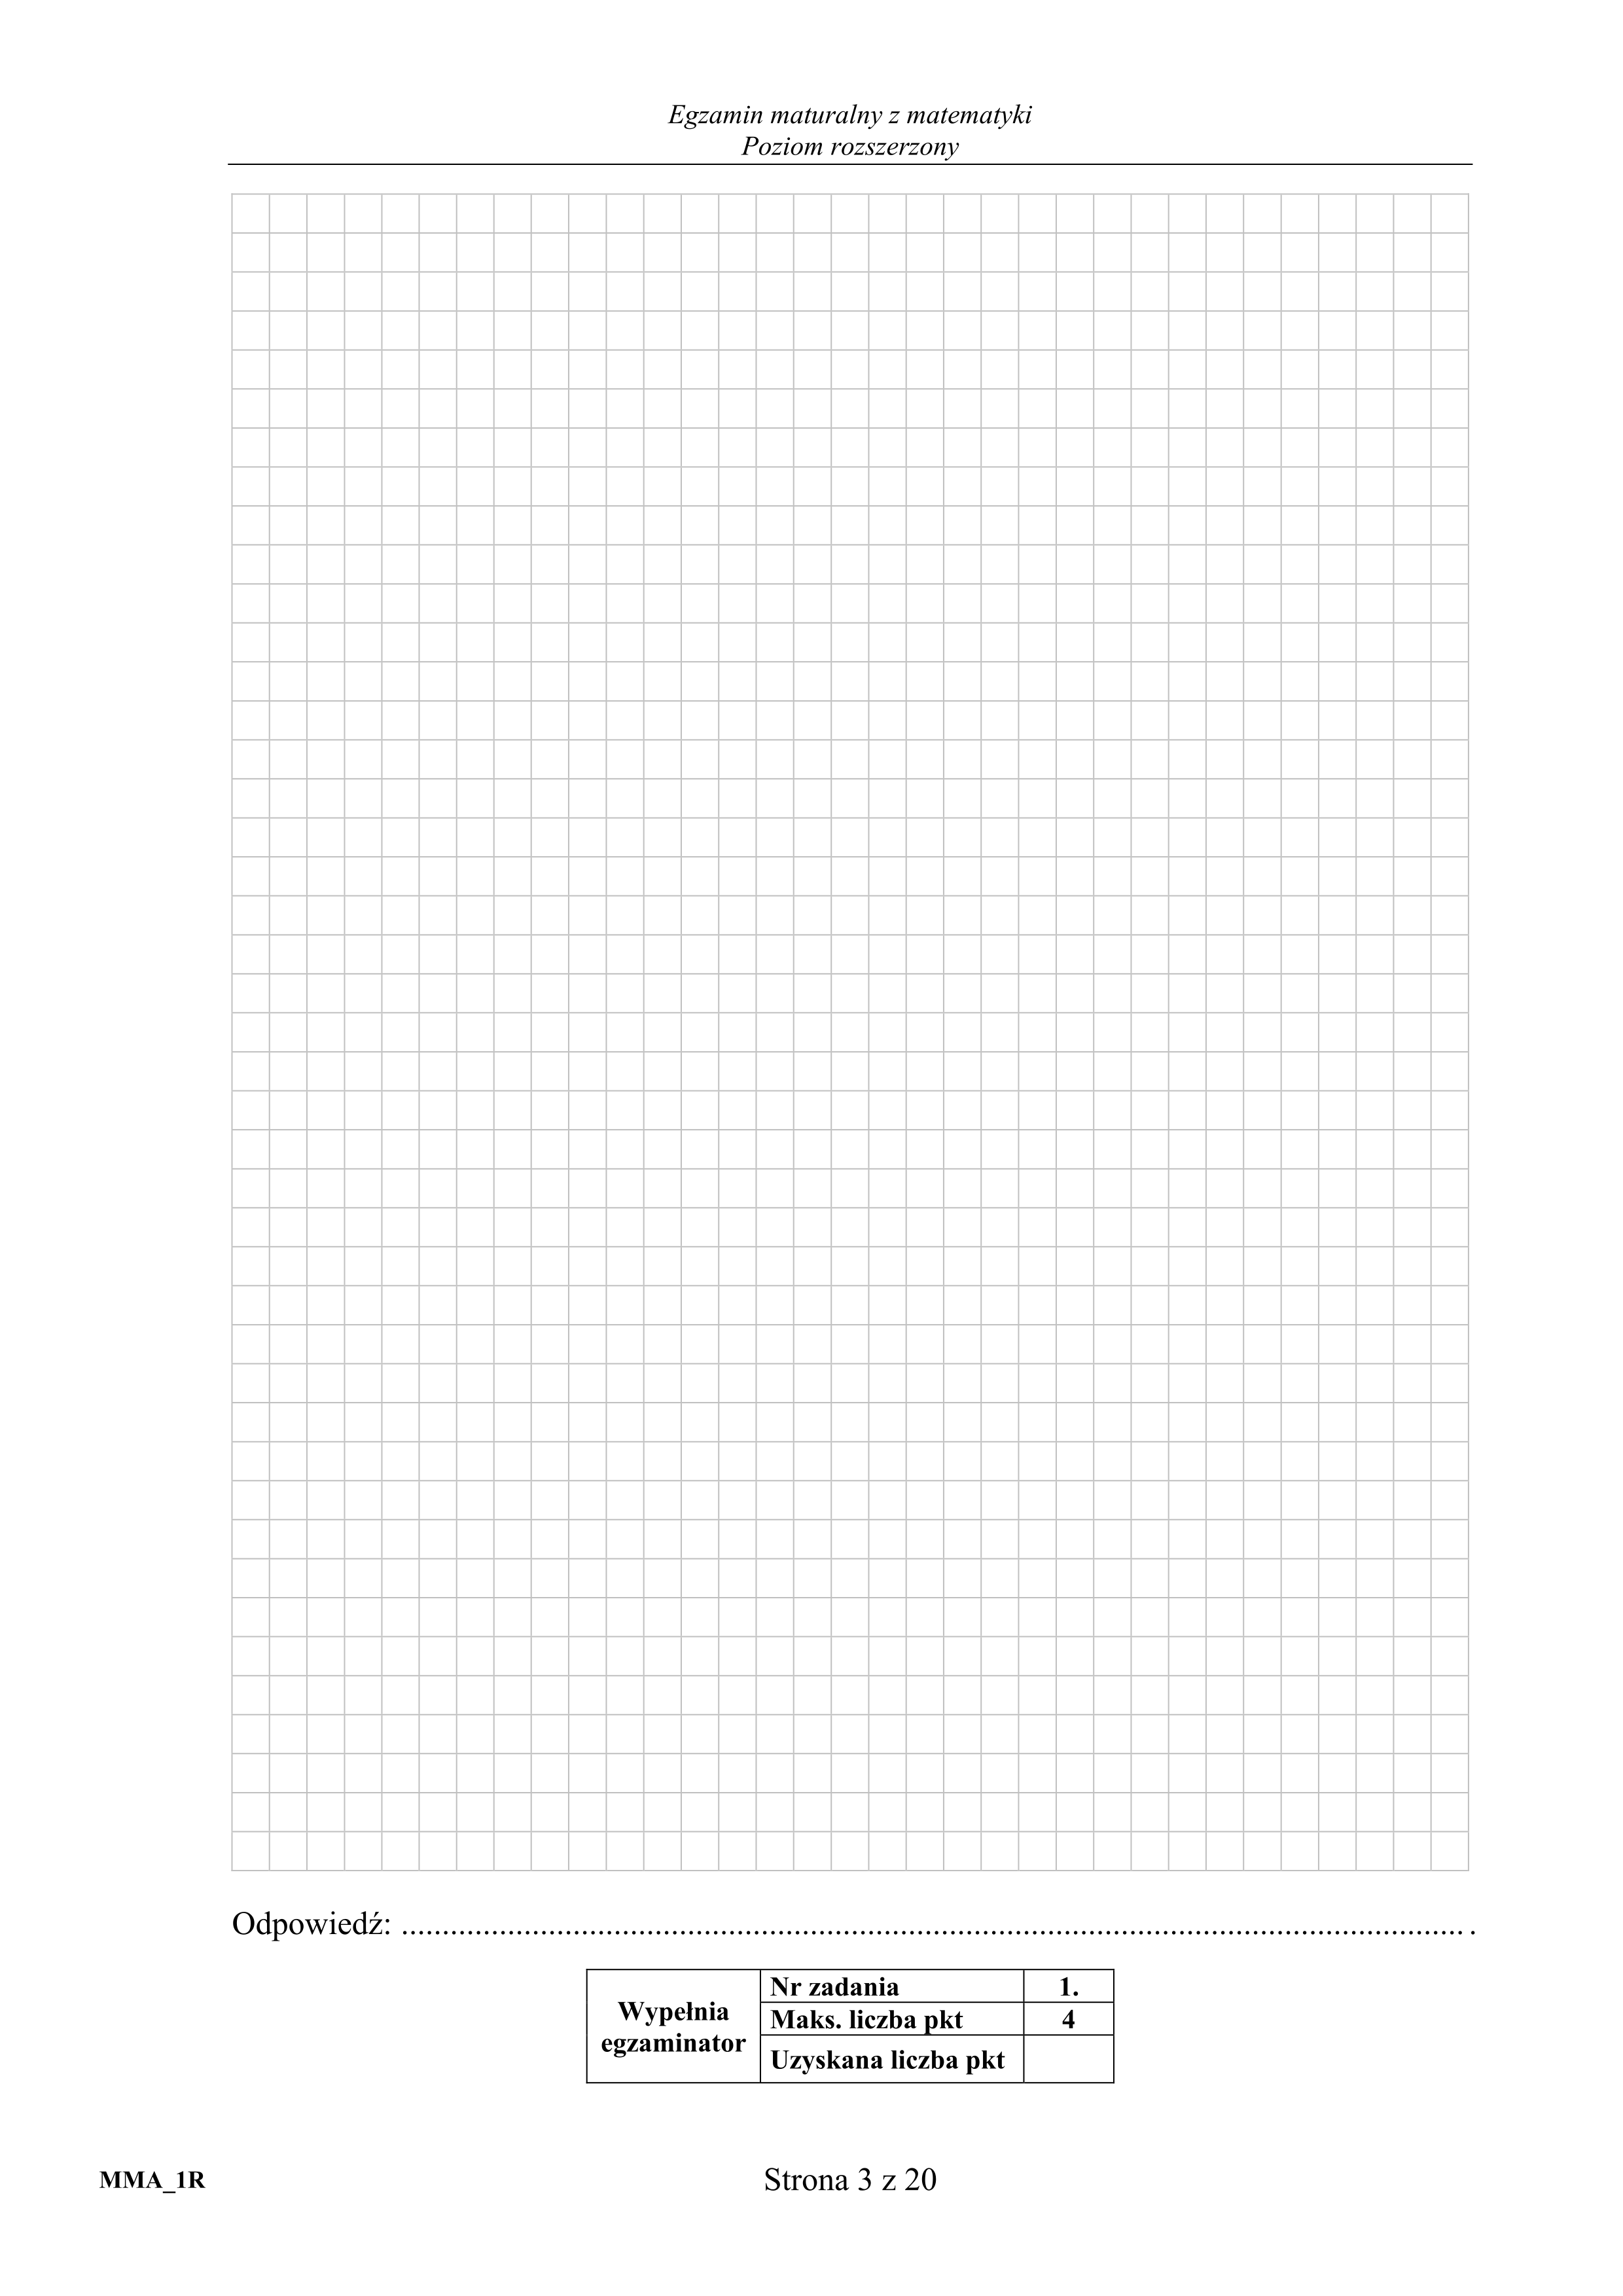 Egzamin maturalny z matematyki
Poziom rozszerzony
Odpowiedź: ................................................................................................................................... .
Wypełnia
egzaminator
Nr zadania 1.
Maks. liczba pkt 4
Uzyskana liczba pkt
MMA_1R
Strona 3 z 20